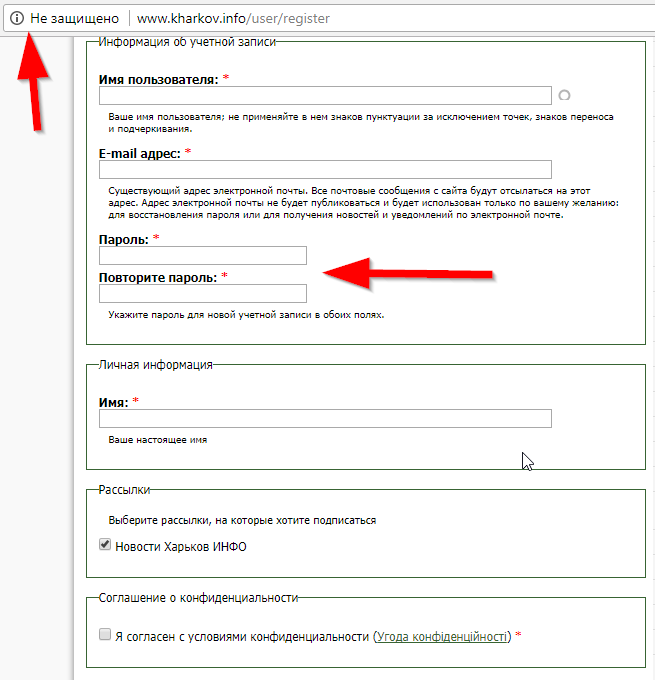 Не защищено www.kharkov.info/user/register
Информация об учетной записи
Имя пользователя: *
Ваше имя пользователя; не применяйте в нем знаков пунктуации за исключением точек, знаков переноса
и подчеркивания.
E-mail адрес: *
Существующий адрес электронной почты. Все почтовые сообщения с сайта будут отсылаться на этот
адрес. Адрес электронной почты не будет публиковаться и будет использован только по вашему желанию:
для восстановления пароля или для получения новостей и уведомлений по электронной почте.
Пароль: *
Повторите пароль: *
Укажите пароль для новой учетной записи в обоих полях.
Личная информация
Имя: *
Ваше настоящее имя
Рассылки
Выберите рассылки, на которые хотите подписаться
Новости Харьков ИНФО
Соглашение о конфиденциальности
Я согласен с условиями конфиденциальности (Угода конфіденційності) *